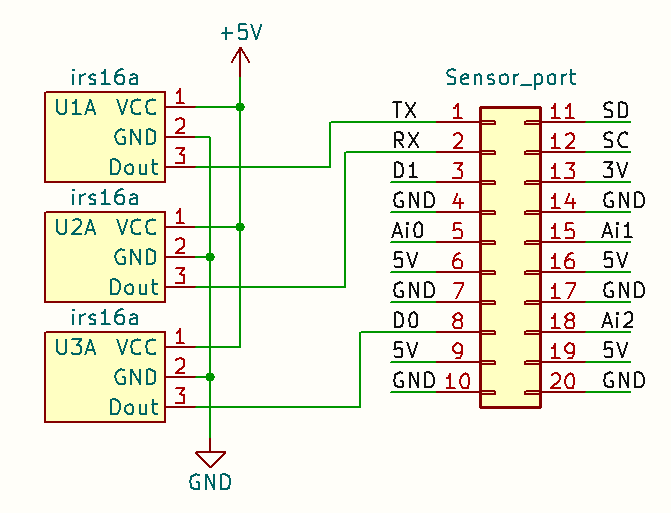 +5V
irs16a
U1A VCC 1
GND 2
Dout 3
irs16a
U2A VCC 1
GND 2
Dout 3
irs16a
U3A VCC 1
GND 2
Dout 3
GND
Sensor_port
TX 1 11 SD
RX 2 12 SC
D1 3 13 3V
GND 4 14 GND
Ai0 5 15 Ai1
5V 6 16 5V
GND 7 17 GND
D0 8 18 Ai2
5V 9 19 5V
GND 10 20 GND